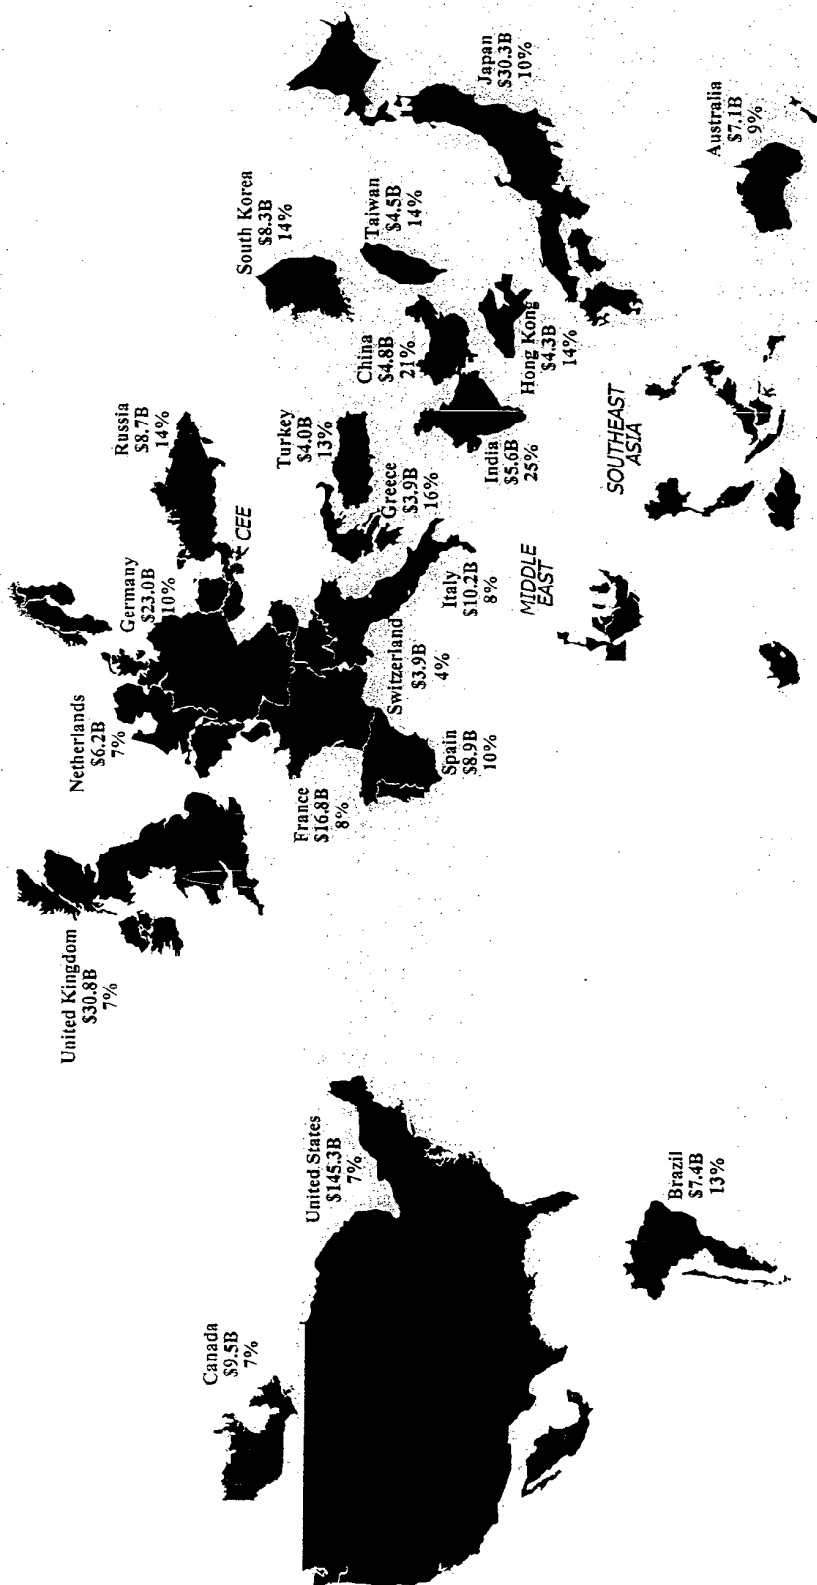 Canada
$9.5B
7%
United States
$145.3B
7%
Brazil
$7.4B
13%
United Kingdom
$30.8B
7%
Netherlands
$6.2B
7%
Germany
$23.0B
10%
France
$16.8B
8%
Spain
$8.9B
10%
Switzerland
$3.9B
4%
Italy
$10.2B
8%
CEE
Russia
$8.7B
14%
Turkey
$4.0B
13%
Greece
$3.9B
16%
MIDDLE
EAST
India
$5.6B
25%
China
$4.8B
21%
Hong Kong
$4.3B
14%
SOUTHEAST
ASIA
South Korea
$8.3B
14%
Taiwan
$4.5B
14%
Japan
$30.3B
10%
Australia
$7.1B
9%